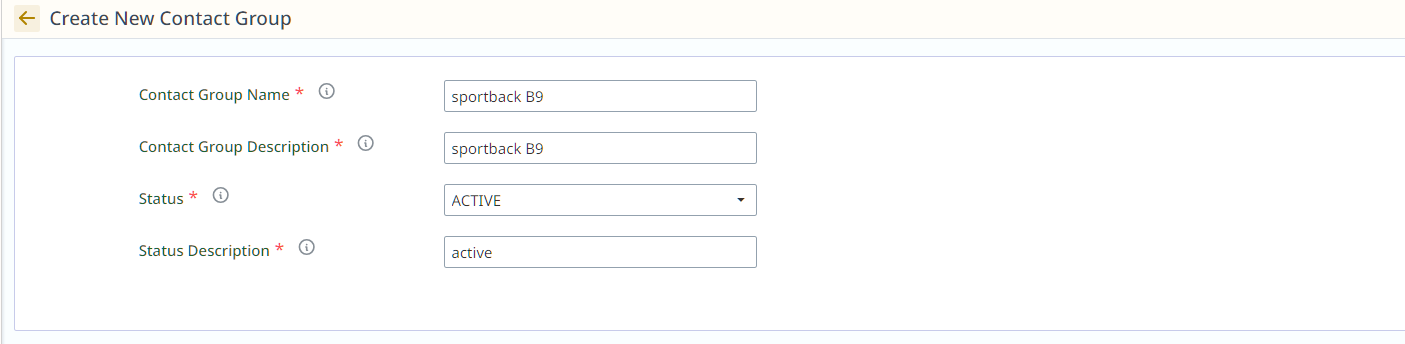 Create New Contact Group
Contact Group Name * sportback B9
Contact Group Description * sportback B9
Status * ACTIVE
Status Description * active